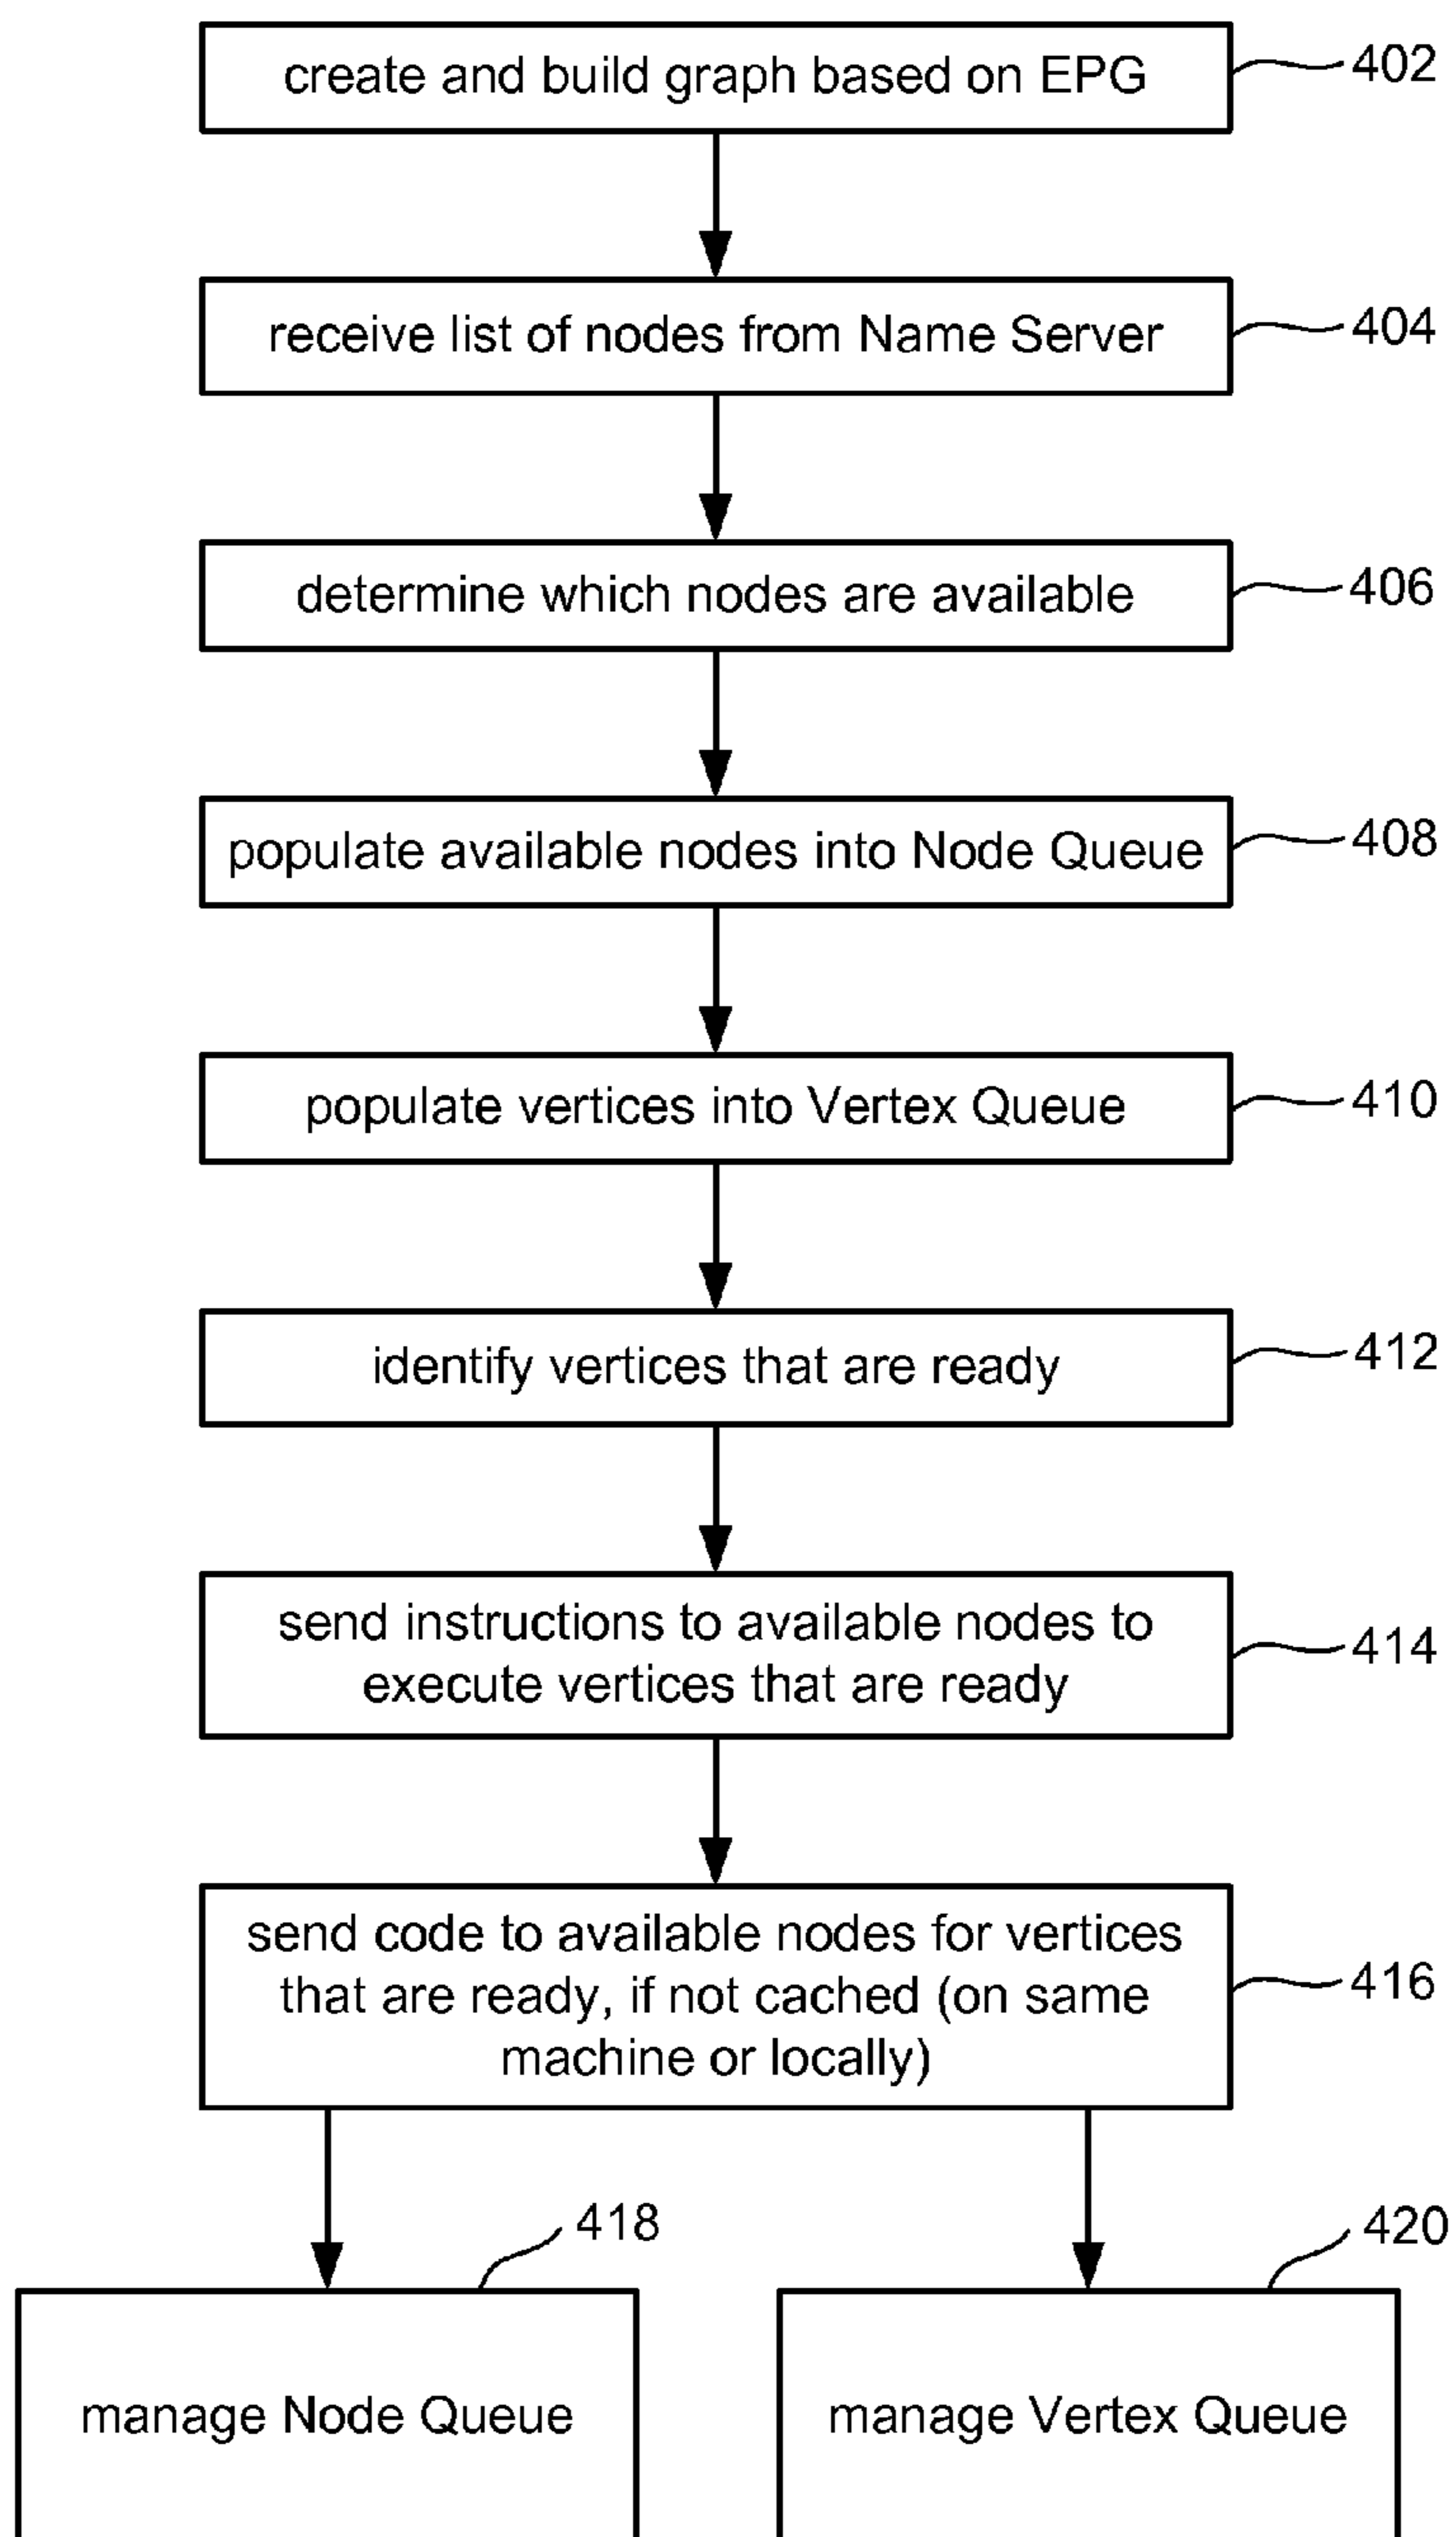 create and build graph based on EPG
402
receive list of nodes from Name Server
404
determine which nodes are available
406
populate available nodes into Node Queue
408
populate vertices into Vertex Queue
410
identify vertices that are ready
412
send instructions to available nodes to
execute vertices that are ready
414
send code to available nodes for vertices
that are ready, if not cached (on same
machine or locally)
416
418
420
manage Node Queue
manage Vertex Queue